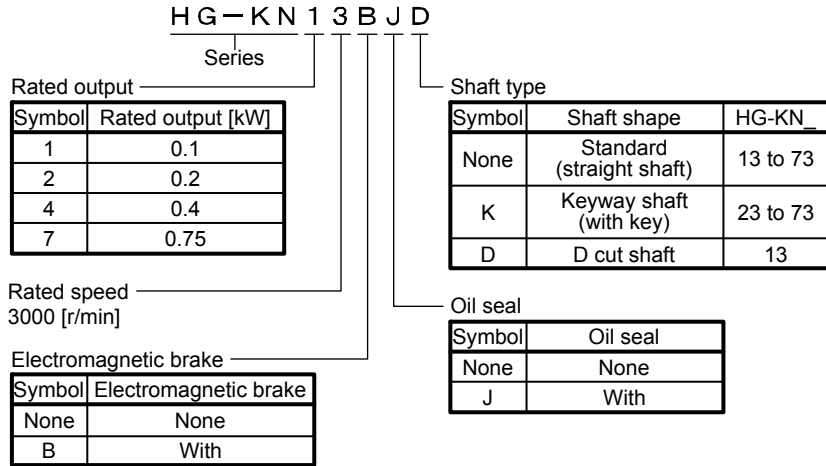 HG-KN13BJD
Series
Rated output
Symbol Rated output [kW]
1 0.1
2 0.2
4 0.4
7 0.75
Rated speed
3000 [r/min]
Electromagnetic brake
Symbol Electromagnetic brake
None None
B With
Shaft type
Symbol Shaft shape HG-KN_
None Standard (straight shaft) 13 to 73
K Keyway shaft (with key) 23 to 73
D D cut shaft 13
Oil seal
Symbol Oil seal
None None
J With